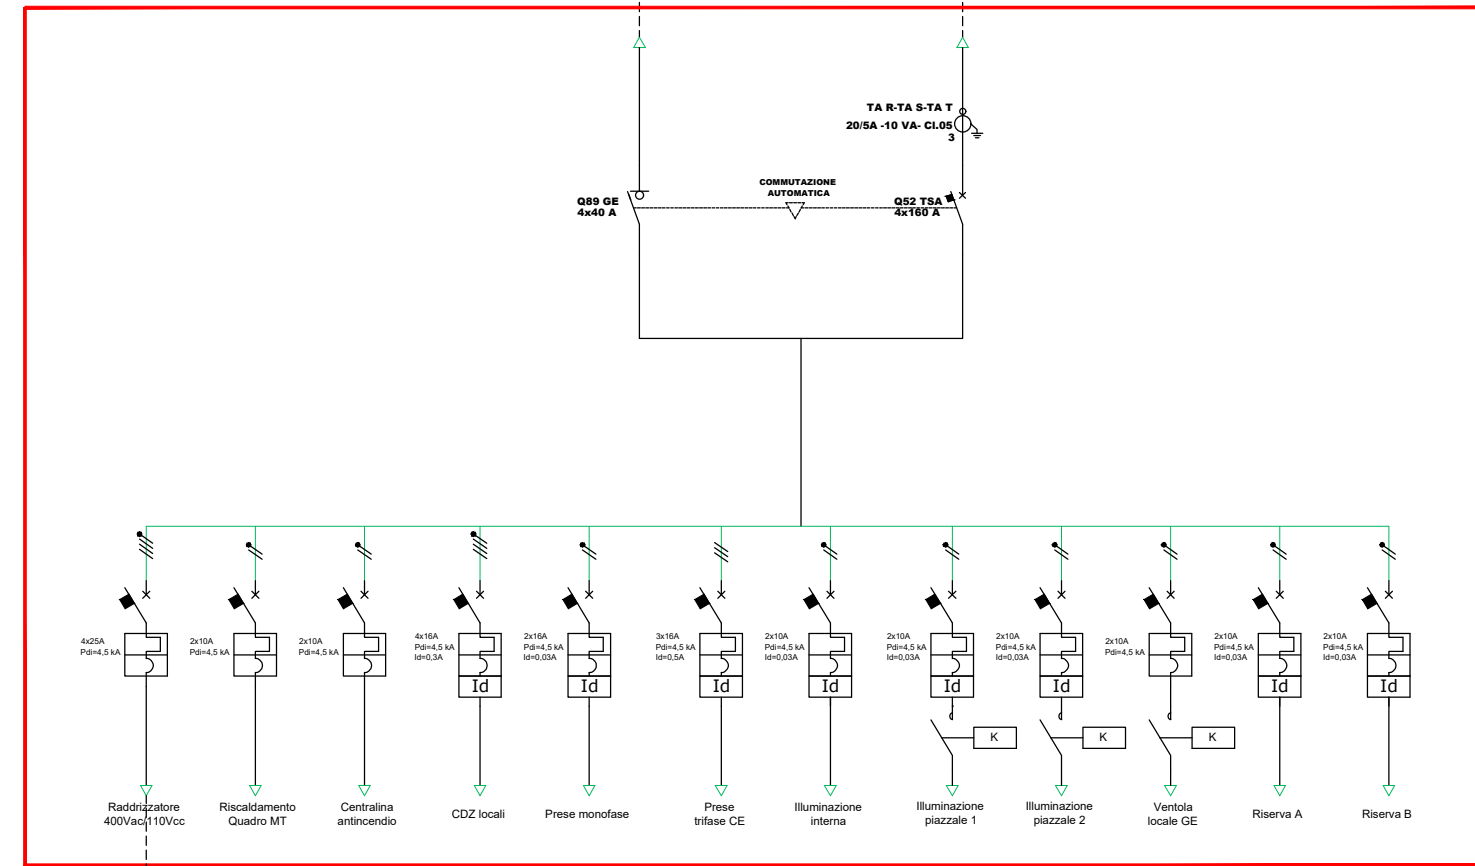 TA R-TA S-TA T
20/5A -10 VA- Cl.05
3
COMMUTAZIONE
AUTOMATICA
Q89 GE
4x40 A
Q52 TSA
4x160 A
4x25A
Pdi=4,5 kA
2x10A
Pdi=4,5 kA
2x10A
Pdi=4,5 kA
4x16A
Pdi=4,5 kA
Id=0,3A
Id
2x16A
Pdi=4,5 kA
Id=0,03A
Id
3x16A
Pdi=4,5 kA
Id=0,5A
Id
2x10A
Pdi=4,5 kA
Id=0,03A
Id
2x10A
Pdi=4,5 kA
Id=0,03A
Id
2x10A
Pdi=4,5 kA
Id=0,03A
Id
2x10A
Pdi=4,5 kA
2x10A
Pdi=4,5 kA
Id=0,03A
Id
2x10A
Pdi=4,5 kA
Id=0,03A
Id
K
K
K
Raddrizzatore
400Vac/110Vcc
Riscaldamento
Quadro MT
Centralina
antincendio
CDZ locali
Prese monofase
Prese
trifase CE
Illuminazione
interna
Illuminazione
piazzale 1
Illuminazione
piazzale 2
Ventola
locale GE
Riserva A
Riserva B